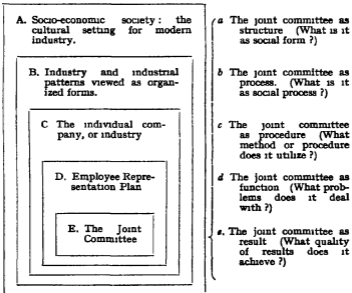 A. Socio-economic society : the
cultural setting for modern
industry.
B. Industry and industrial
patterns viewed as organ-
ized forms.
C The individual com-
pany, or industry
D. Employee Repre-
sentation Plan
E. The Joint
Committee
a The joint committee as
structure (What is it
as social form ?)
b The joint committee as
process. (What is it
as social process ?)
c The joint committee
as procedure (What
method or procedure
does it utilize ?)
d The joint committee as
function (What prob-
lems does it deal
with ?)
e. The joint committee as
result (What quality
of results does it
achieve ?)